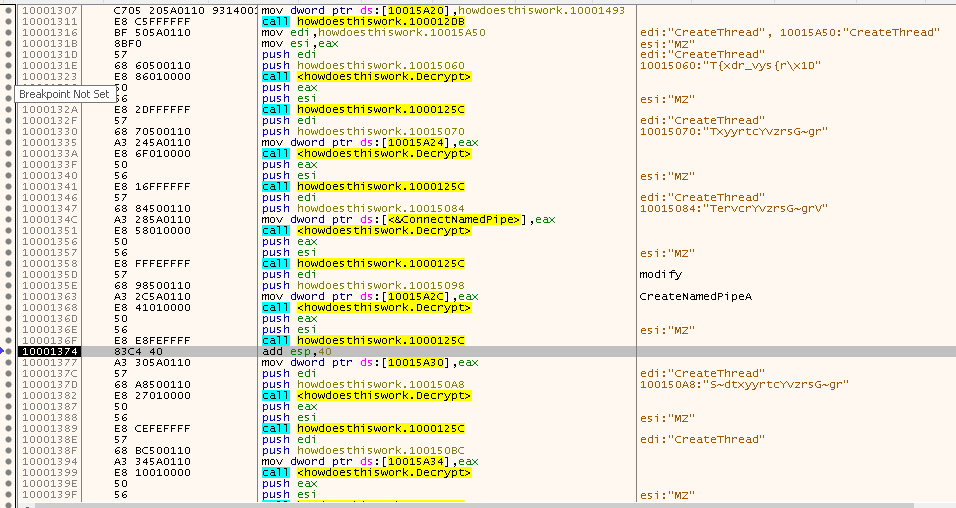 10001307 C705 205A0110 9314001 mov dword ptr ds:[10015A20],howdoesthiswork.10001493
10001311 E8 C5FFFFFF call howdoesthiswork.100012DB
10001316 BF 505A0110 mov edi,howdoesthiswork.10015A50 edi:"CreateThread", 10015A50:"CreateThread"
1000131B 8BF0 mov esi,eax esi:"MZ"
1000131D 57 push edi edi:"CreateThread"
1000131E 68 60500110 push howdoesthiswork.10015060 10015060:"T{xdr_vys{r\x1D"
10001323 E8 86010000 call <howdoesthiswork.Decrypt>
50 push eax
Breakpoint Not Set 56 push esi esi:"MZ"
1000132A E8 2DFFFFFF call howdoesthiswork.1000125C
1000132F 57 push edi edi:"CreateThread"
10001330 68 70500110 push howdoesthiswork.10015070 10015070:"TxyyrtcYvzrsG~gr"
10001335 A3 245A0110 mov dword ptr ds:[10015A24],eax
1000133A E8 6F010000 call <howdoesthiswork.Decrypt>
1000133F 50 push eax
10001340 56 push esi esi:"MZ"
10001341 E8 16FFFFFF call howdoesthiswork.1000125C
10001346 57 push edi edi:"CreateThread"
10001347 68 84500110 push howdoesthiswork.10015084 10015084:"TervcrYvzrsG~grV"
1000134C A3 285A0110 mov dword ptr ds:[<&ConnectNamedPipe>],eax
10001351 E8 58010000 call <howdoesthiswork.Decrypt>
10001356 50 push eax
10001357 56 push esi esi:"MZ"
10001358 E8 FFFEFFFF call howdoesthiswork.1000125C
1000135D 57 push edi modify
1000135E 68 98500110 push howdoesthiswork.10015098
10001363 A3 2C5A0110 mov dword ptr ds:[10015A2C],eax CreateNamedPipeA
10001368 E8 41010000 call <howdoesthiswork.Decrypt>
1000136D 50 push eax
1000136E 56 push esi esi:"MZ"
1000136F E8 E8FEFFFF call howdoesthiswork.1000125C
10001374 83C4 40 add esp,40
10001377 A3 305A0110 mov dword ptr ds:[10015A30],eax
1000137C 57 push edi edi:"CreateThread"
1000137D 68 A8500110 push howdoesthiswork.100150A8 100150A8:"S~dtxyyrtcYvzrsG~gr"
10001382 E8 27010000 call <howdoesthiswork.Decrypt>
10001387 50 push eax
10001388 56 push esi esi:"MZ"
10001389 E8 CEFEFFFF call howdoesthiswork.1000125C
1000138E 57 push edi edi:"CreateThread"
1000138F 68 BC500110 push howdoesthiswork.100150BC
10001394 A3 345A0110 mov dword ptr ds:[10015A34],eax
10001399 E8 10010000 call <howdoesthiswork.Decrypt>
1000139E 50 push eax
1000139F 56 push esi esi:"MZ"